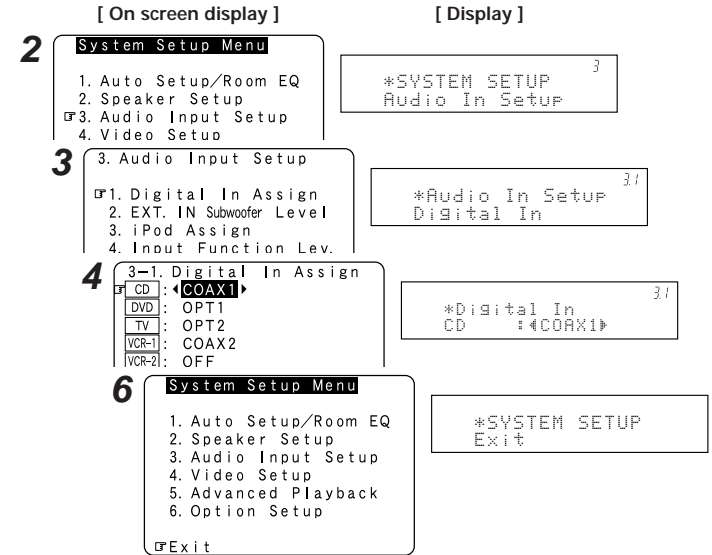 [ On screen display ]
[ Display ]
2
System Setup Menu
1. Auto Setup/Room EQ
2. Speaker Setup
☞3. Audio Input Setup
4. Video Setup
3
*SYSTEM SETUP
Audio In Setup
3
3. Audio Input Setup
☞1. Digital In Assign
2. EXT. IN Subwoofer Level
3. iPod Assign
4. Input Function Lev.
3.1
*Audio In Setup
Digital In
4
3-1. Digital In Assign
☞CD : ◀COAX1▶
DVD : OPT1
TV : OPT2
VCR-1 : COAX2
VCR-2 : OFF
3.1
*Digital In
CD :◀COAX1▶
6
System Setup Menu
1. Auto Setup/Room EQ
2. Speaker Setup
3. Audio Input Setup
4. Video Setup
5. Advanced Playback
6. Option Setup
☞Exit
*SYSTEM SETUP
Exit